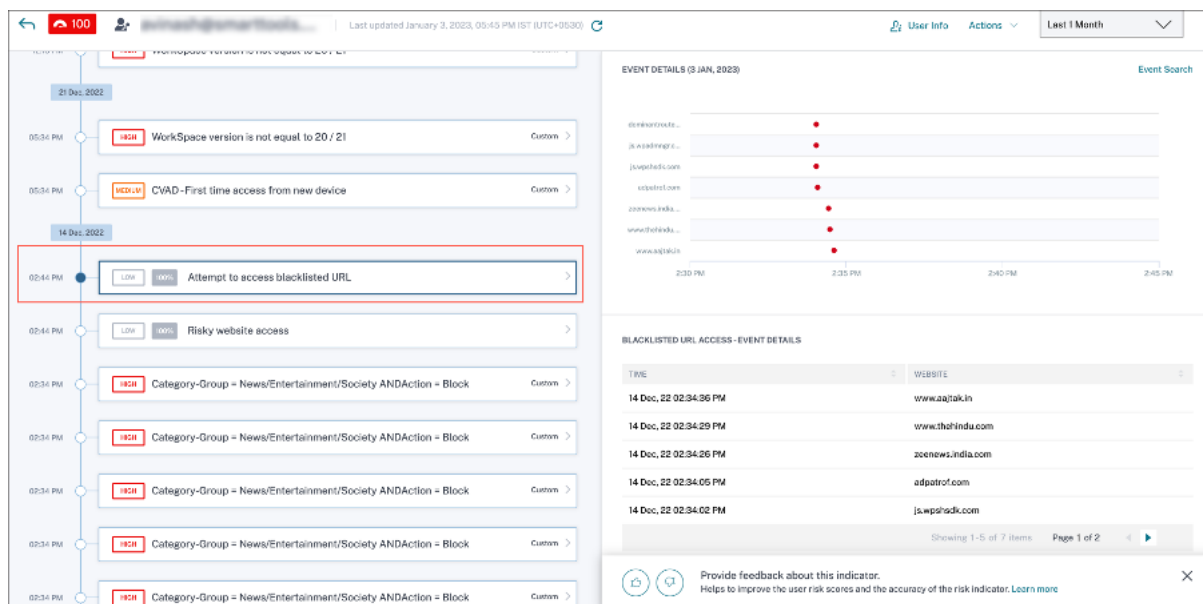 100
Last updated January 3, 2023, 05:45 PM IST (UTC+0530)
User Info
Actions
Last 1 Month
21 Dec, 2022
05:34 PM
HIGH
WorkSpace version is not equal to 20 / 21
Custom
05:34 PM
MEDIUM
CVAD-First time access from new device
Custom
14 Dec, 2022
02:44 PM
LOW
100%
Attempt to access blacklisted URL
02:44 PM
LOW
100%
Risky website access
02:34 PM
HIGH
Category-Group = News/Entertainment/Society ANDAction = Block
Custom
02:34 PM
HIGH
Category-Group = News/Entertainment/Society ANDAction = Block
Custom
02:34 PM
HIGH
Category-Group = News/Entertainment/Society ANDAction = Block
Custom
02:34 PM
HIGH
Category-Group = News/Entertainment/Society ANDAction = Block
Custom
02:34 PM
HIGH
Category-Group = News/Entertainment/Society ANDAction = Block
Custom
EVENT DETAILS (3 JAN, 2023)
Event Search
js.wpshsdk.com
adpatrof.com
zeenews.india...
www.thehindu...
www.aajtak.in
2:30 PM
2:35 PM
2:40 PM
2:45 PM
BLACKLISTED URL ACCESS - EVENT DETAILS
TIME
WEBSITE
14 Dec, 22 02:34:36 PM
www.aajtak.in
14 Dec, 22 02:34:29 PM
www.thehindu.com
14 Dec, 22 02:34:26 PM
zeenews.india.com
14 Dec, 22 02:34:05 PM
adpatrof.com
14 Dec, 22 02:34:02 PM
js.wpshsdk.com
Showing 1-5 of 7 items
Page 1 of 2
Provide feedback about this indicator.
Helps to improve the user risk scores and the accuracy of the risk indicator. Learn more